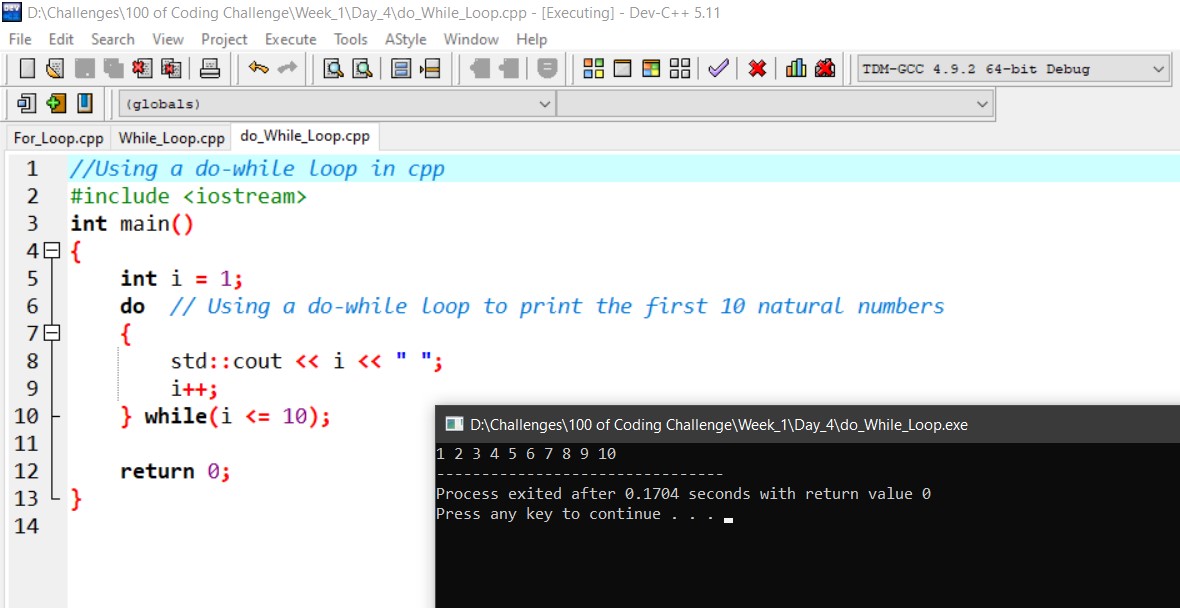 D:\Challenges\100 of Coding Challenge\Week_1\Day_4\do_While_Loop.cpp - [Executing] - Dev-C++ 5.11
File Edit Search View Project Execute Tools AStyle Window Help
TDM-GCC 4.9.2 64-bit Debug
(globals)
For_Loop.cpp While_Loop.cpp do_While_Loop.cpp
1 //Using a do-while loop in cpp
2 #include <iostream>
3 int main()
4 {
5 int i = 1;
6 do // Using a do-while loop to print the first 10 natural numbers
7 {
8 std::cout << i << " ";
9 i++;
10 } while(i <= 10);
11
12 return 0;
13 }
14
D:\Challenges\100 of Coding Challenge\Week_1\Day_4\do_While_Loop.exe
1 2 3 4 5 6 7 8 9 10
--------------------------------
Process exited after 0.1704 seconds with return value 0
Press any key to continue . . .